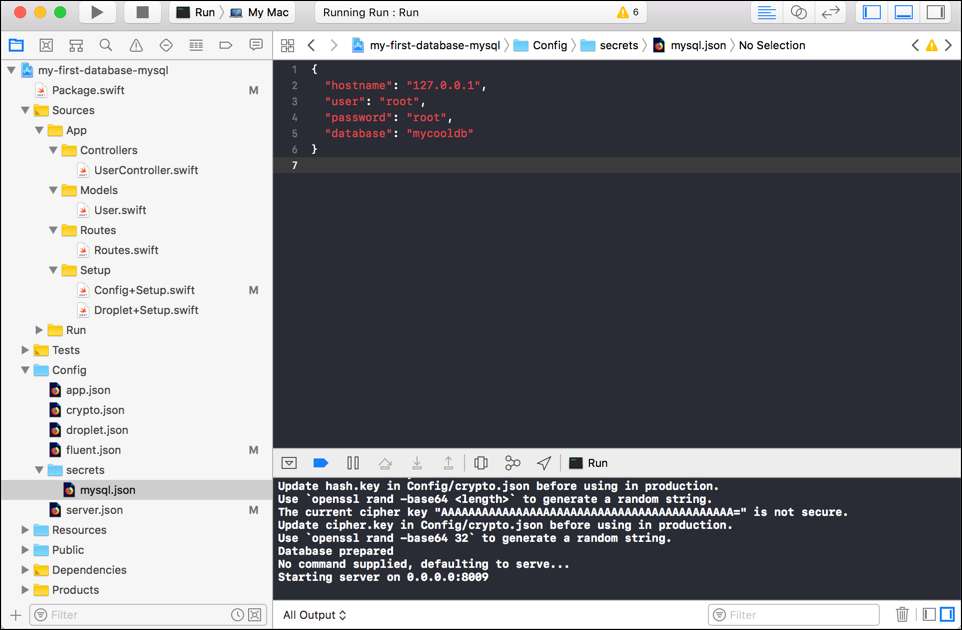 Run 〉 My Mac
Running Run : Run
6
my-first-database-mysql 〉 Config 〉 secrets 〉 mysql.json 〉 No Selection
my-first-database-mysql
Package.swift M
Sources
App
Controllers
UserController.swift
Models
User.swift
Routes
Routes.swift
Setup
Config+Setup.swift M
Droplet+Setup.swift
Run
Tests
Config
app.json
crypto.json
droplet.json
fluent.json M
secrets
mysql.json
server.json M
Resources
Public
Dependencies
Products
Filter
1 {
2 "hostname": "127.0.0.1",
3 "user": "root",
4 "password": "root",
5 "database": "mycooldb"
6 }
7
Run
Update hash.key in Config/crypto.json before using in production.
Use `openssl rand -base64 <length>` to generate a random string.
The current cipher key "AAAAAAAAAAAAAAAAAAAAAAAAAAAAAAAAAAAAAAAAAAA=" is not secure.
Update cipher.key in Config/crypto.json before using in production.
Use `openssl rand -base64 32` to generate a random string.
Database prepared
No command supplied, defaulting to serve...
Starting server on 0.0.0.0:8009
All Output
Filter